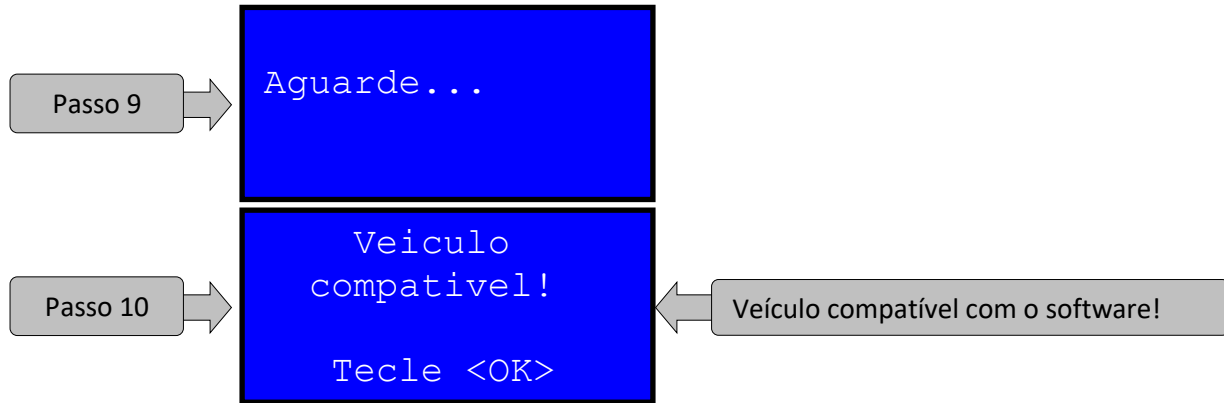 Passo 9
Aguarde...
Passo 10
Veiculo
compativel!
Tecle <OK>
Veículo compatível com o software!